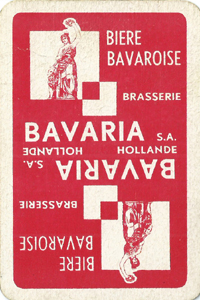 BIERE
BAVAROISE
BRASSERIE
BAVARIA S.A.
HOLLANDE
BAVARIA S.A.
HOLLANDE
BRASSERIE
BIERE
BAVAROISE